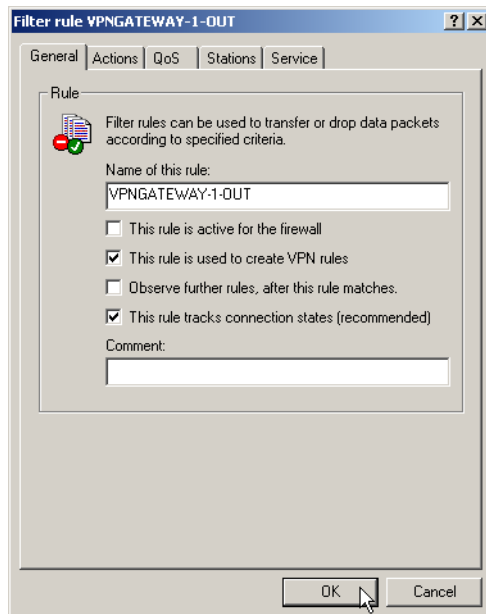 Filter rule VPNGATEWAY-1-OUT
General Actions QoS Stations Service
Rule
Filter rules can be used to transfer or drop data packets
according to specified criteria.
Name of this rule:
VPNGATEWAY-1-OUT
This rule is active for the firewall
This rule is used to create VPN rules
Observe further rules, after this rule matches.
This rule tracks connection states (recommended)
Comment:
OK Cancel